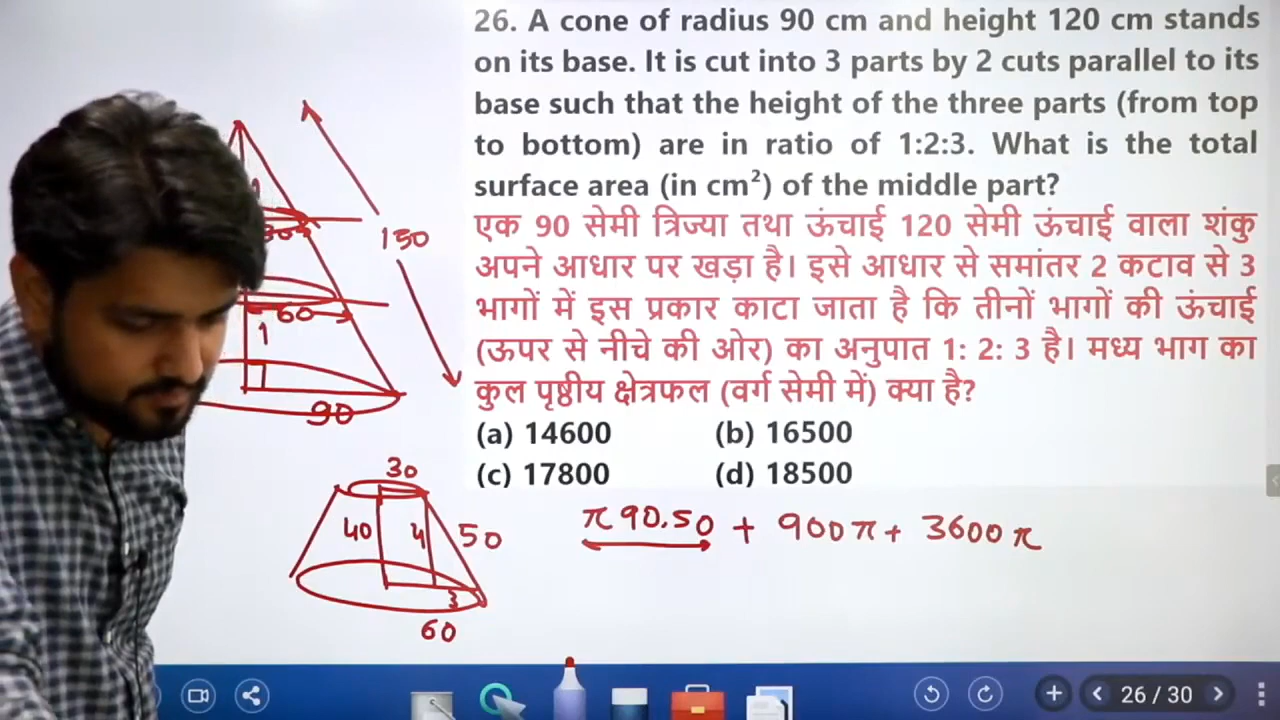 26. A cone of radius 90 cm and height 120 cm stands
on its base. It is cut into 3 parts by 2 cuts parallel to its
base such that the height of the three parts (from top
to bottom) are in ratio of 1:2:3. What is the total
surface area (in cm²) of the middle part?
एक 90 सेमी त्रिज्या तथा ऊंचाई 120 सेमी ऊंचाई वाला शंकु
अपने आधार पर खड़ा है। इसे आधार से समांतर 2 कटाव से 3
भागों में इस प्रकार काटा जाता है कि तीनों भागों की ऊंचाई
(ऊपर से नीचे की ओर) का अनुपात 1: 2: 3 है। मध्य भाग का
कुल पृष्ठीय क्षेत्रफल (वर्ग सेमी में) क्या है?
(a) 14600 (b) 16500
(c) 17800 (d) 18500
150
30
60
1
90
30
40 4 50
3
60
π 90.50 + 900π + 3600π
26 / 30